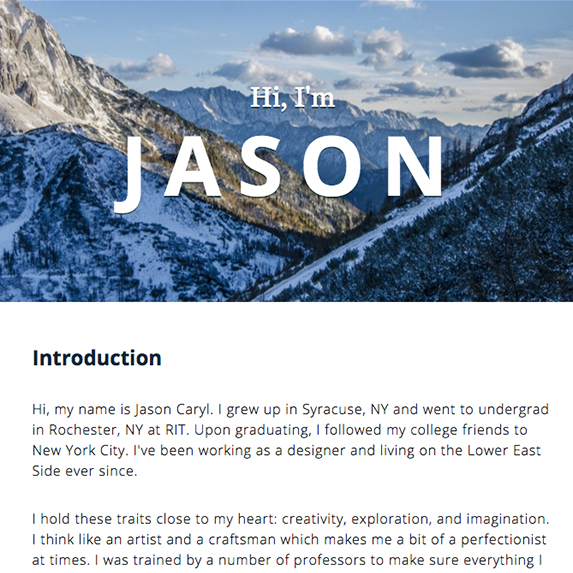 Hi, I'm
JASON
Introduction
Hi, my name is Jason Caryl. I grew up in Syracuse, NY and went to undergrad
in Rochester, NY at RIT. Upon graduating, I followed my college friends to
New York City. I've been working as a designer and living on the Lower East
Side ever since.
I hold these traits close to my heart: creativity, exploration, and imagination.
I think like an artist and a craftsman which makes me a bit of a perfectionist
at times. I was trained by a number of professors to make sure everything I